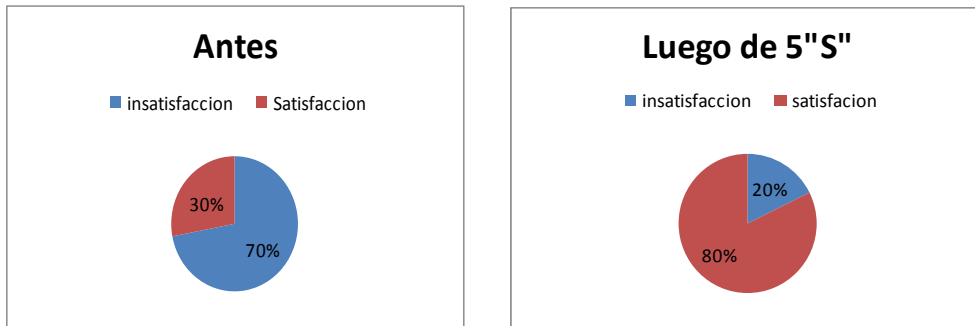 Antes
insatisfaccion Satisfaccion
30%
70%
Luego de 5"S"
insatisfaccion satisfacion
20%
80%